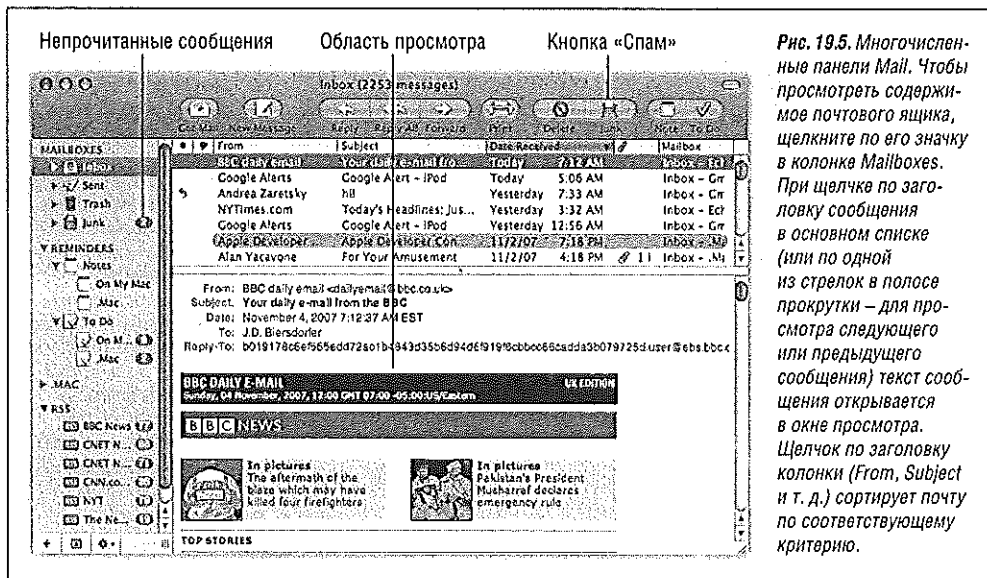 Непрочитанные сообщения
Область просмотра
Кнопка «Спам»
Inbox (2253 messages)
Get Mail New Message Reply Reply All Forward Print Delete Junk Note To Do
MAILBOXES
Inbox
Sent
Trash
Junk
REMINDERS
Notes
On My Mac
.Mac
To Do
On M...
.Mac
.MAC
RSS
BBC News
CNET N...
CNET N...
CNN.co...
NYT
The Ne...
From Subject Date Received Mailbox
BBC daily email Your daily e-mail fro... Today 7:12 AM Inbox – Ech
Google Alerts Google Alert – iPod Today 5:06 AM Inbox – Gm
Andrea Zaretsky hi! Yesterday 7:33 AM Inbox – Gm
NYTimes.com Today's Headlines: Jus... Yesterday 3:32 AM Inbox – Ech
Google Alerts Google Alert – iPod Yesterday 12:56 AM Inbox – Gm
Apple Developer ... Apple Developer Con... 11/2/07 7:18 PM Inbox – .Ma
Alan Yacavone For Your Amusement 11/2/07 4:18 PM Inbox – .Ma
From: BBC daily email <dailyemail@bbc.co.uk>
Subject: Your daily e-mail from the BBC
Date: November 4, 2007 7:12:37 AM EST
To: J.D. Biersdorfer
Reply-To:
BBC DAILY E-MAIL UK EDITION
Sunday, 04 November, 2007, 12:00 GMT 07:00 -05:00:US/Eastern
BBC NEWS
In pictures
The aftermath of the
blaze which may have
killed four firefighters
In pictures
Pakistan's President
Musharraf declares
emergency rule
TOP STORIES
Рис. 19.5. Многочислен-
ные панели Mail. Чтобы
просмотреть содержи-
мое почтового ящика,
щелкните по его значку
в колонке Mailboxes.
При щелчке по заго-
ловку сообщения
в основном списке
(или по одной
из стрелок в полосе
прокрутки – для про-
смотра следующего
или предыдущего
сообщения) текст сооб-
щения открывается
в окне просмотра.
Щелчок по заголовку
колонки (From, Subject
и т. д.) сортирует почту
по соответствующему
критерию.